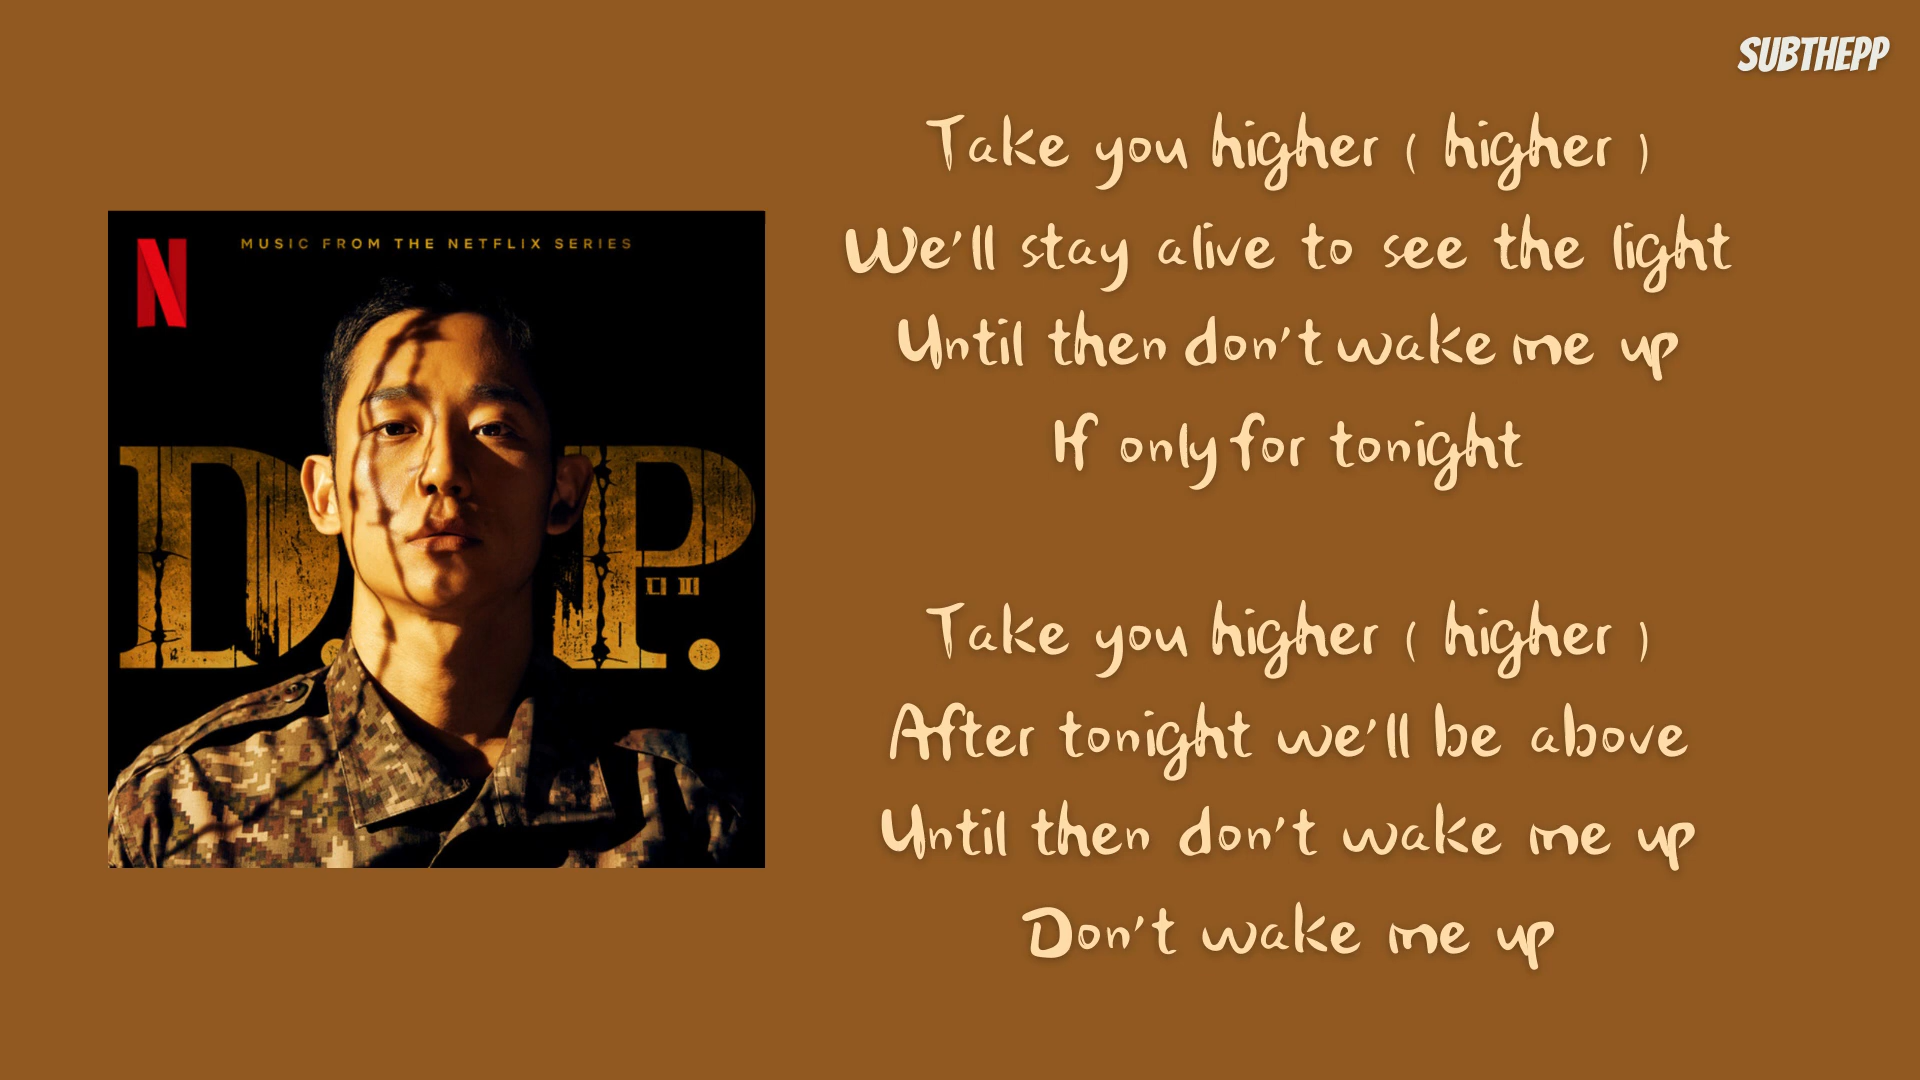 SUBTHEPP
N
MUSIC FROM THE NETFLIX SERIES
D.P.
디피
Take you higher ( higher )
We'll stay alive to see the light
Until then don't wake me up
If only for tonight
Take you higher ( higher )
After tonight we'll be above
Until then don't wake me up
Don't wake me up